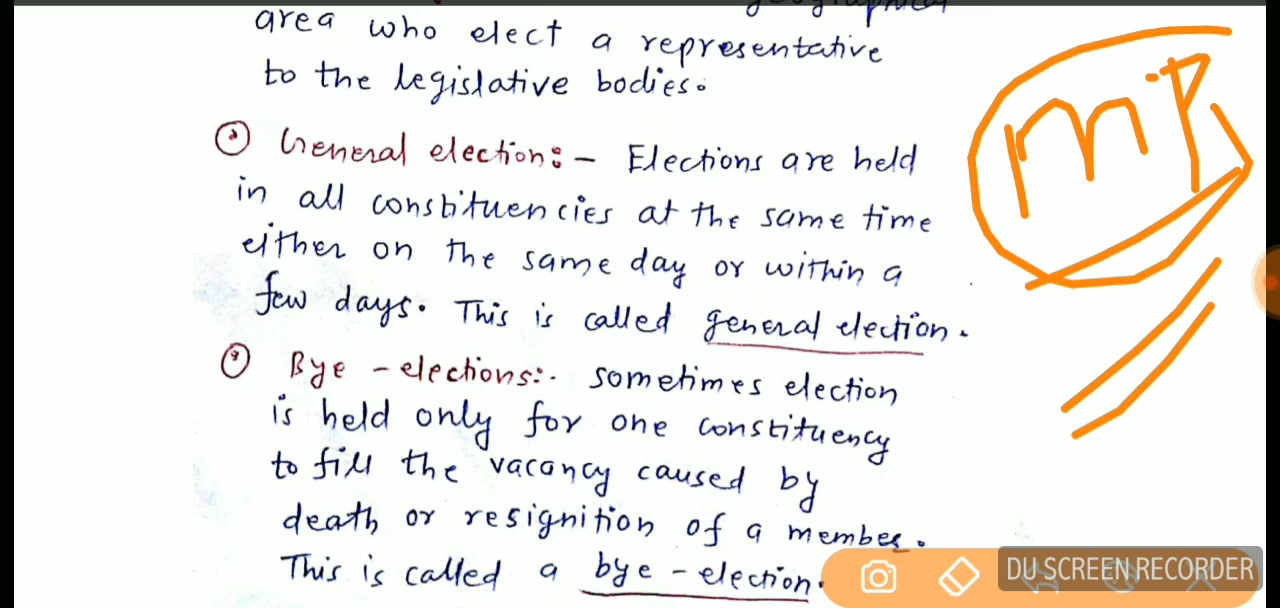 geographical
area who elect a representative
to the legislative bodies.
General election:- Elections are held
in all constituencies at the same time
either on the same day or within a
few days. This is called general election.
Bye-elections:- sometimes election
is held only for one constituency
to fill the vacancy caused by
death or resignition of a member.
This is called a bye-election.
M.P
DU SCREEN RECORDER